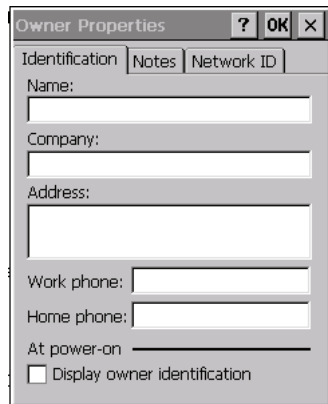 Owner Properties ? OK ×
Identification Notes Network ID
Name:
Company:
Address:
Work phone:
Home phone:
At power-on
Display owner identification